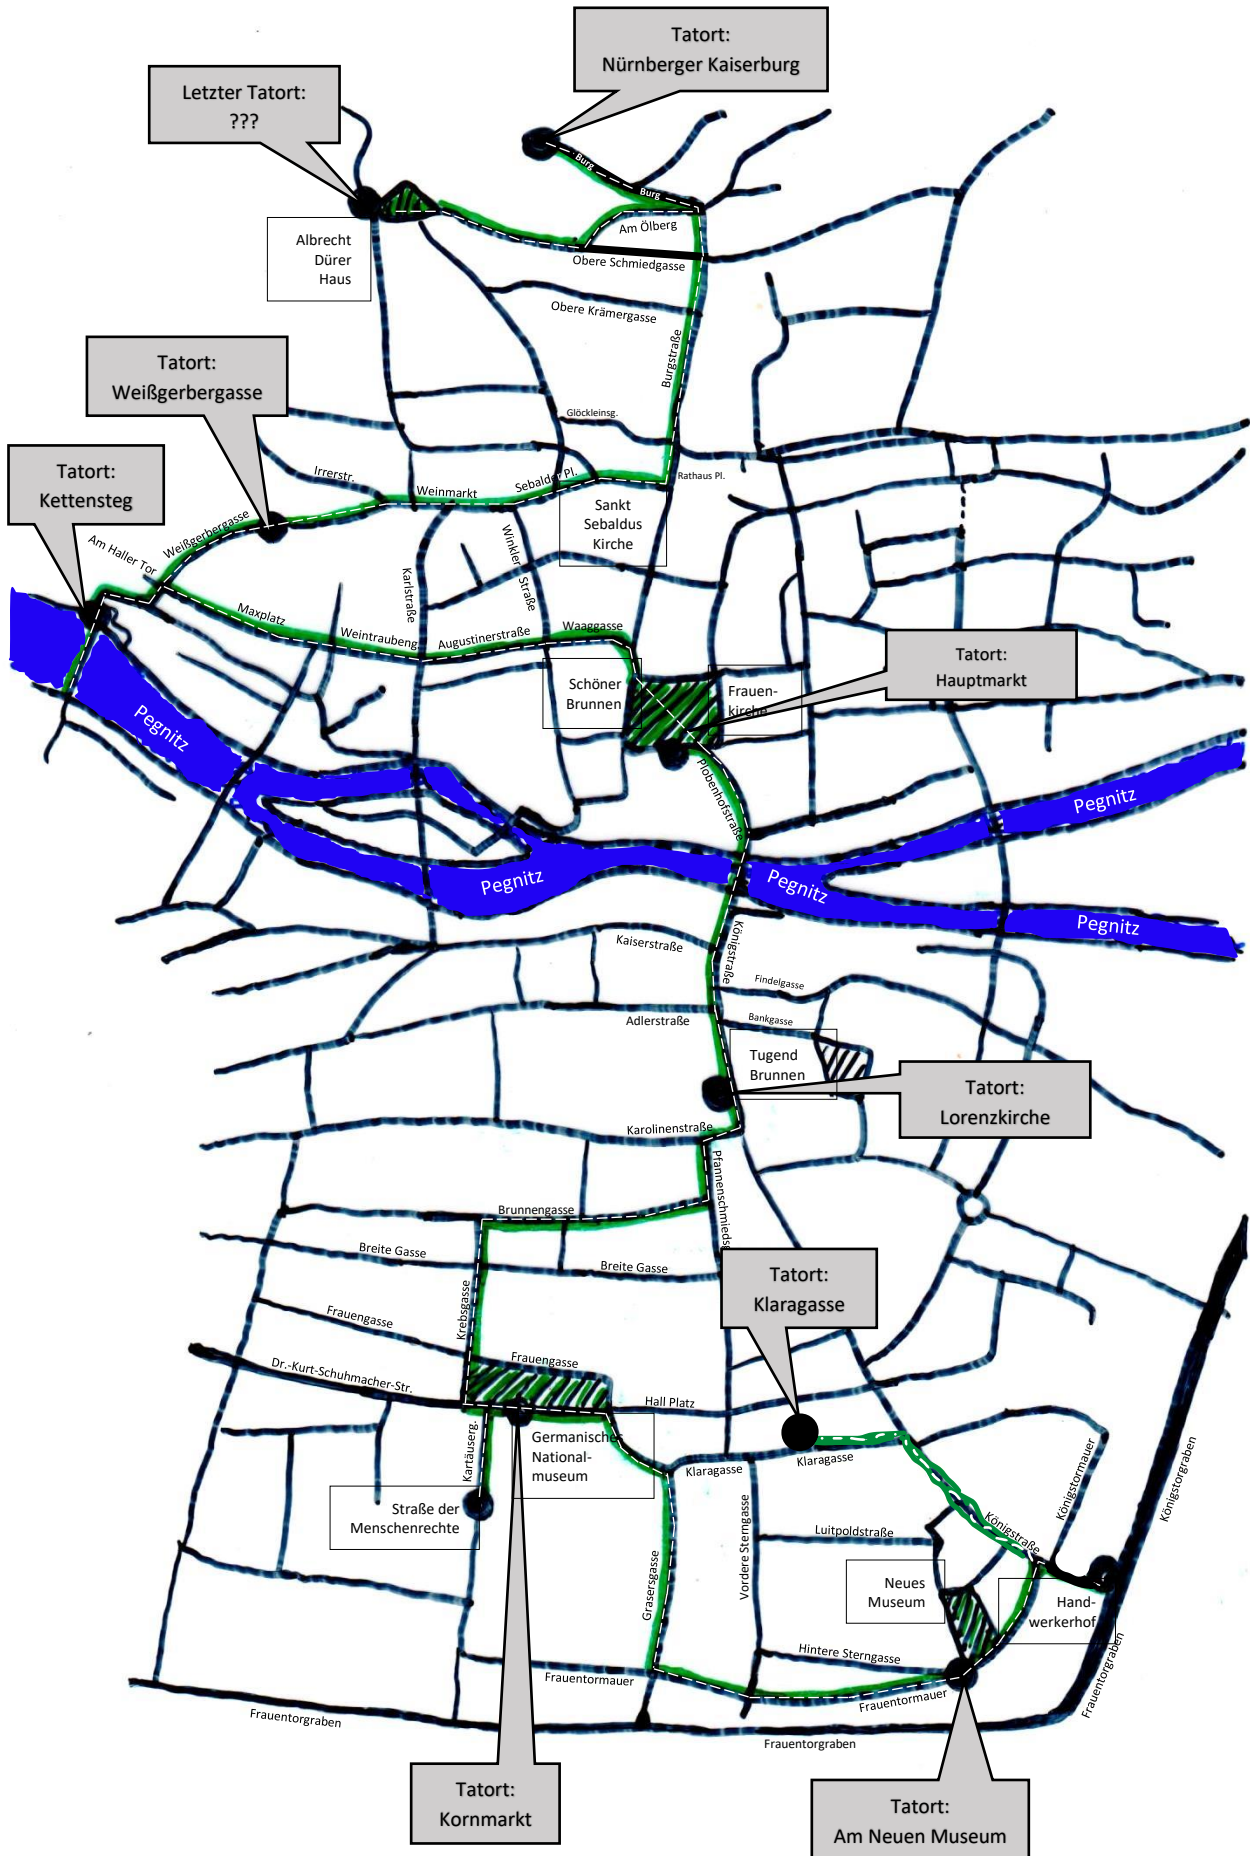 Tatort:
Nürnberger Kaiserburg
Letzter Tatort:
???
Burg
Burg
Am Ölberg
Albrecht
Dürer
Haus
Obere Schmiedgasse
Obere Krämergasse
Burgstraße
Tatort:
Weißgerbergasse
Glöckleinsg.
Tatort:
Kettensteg
Irrerstr.
Weinmarkt
Sebalder Pl.
Rathaus Pl.
Sankt
Sebaldus
Kirche
Weißgerbergasse
Am Haller Tor
Winkler Straße
Karlstraße
Maxplatz
Weintraubeng.
Augustinerstraße
Waaggasse
Tatort:
Hauptmarkt
Schöner
Brunnen
Frauen-
kirche
Pegnitz
Plobenhofstraße
Pegnitz
Pegnitz
Pegnitz
Pegnitz
Kaiserstraße
Königstraße
Findelgasse
Adlerstraße
Bankgasse
Tugend
Brunnen
Tatort:
Lorenzkirche
Karolinenstraße
Pfannenschmiedsg
Brunnengasse
Breite Gasse
Breite Gasse
Tatort:
Klaragasse
Krebsgasse
Frauengasse
Frauengasse
Dr.-Kurt-Schuhmacher-Str.
Hall Platz
Kartäuserg.
Germanisches
National-
museum
Klaragasse
Klaragasse
Königstormauer
Königstorgraben
Straße der
Menschenrechte
Vordere Sterngasse
Luitpoldstraße
Königstraße
Grasersgasse
Neues
Museum
Hand-
werkerhof
Hintere Sterngasse
Frauentormauer
Frauentormauer
Frauentorgraben
Frauentorgraben
Frauentorgraben
Tatort:
Kornmarkt
Tatort:
Am Neuen Museum